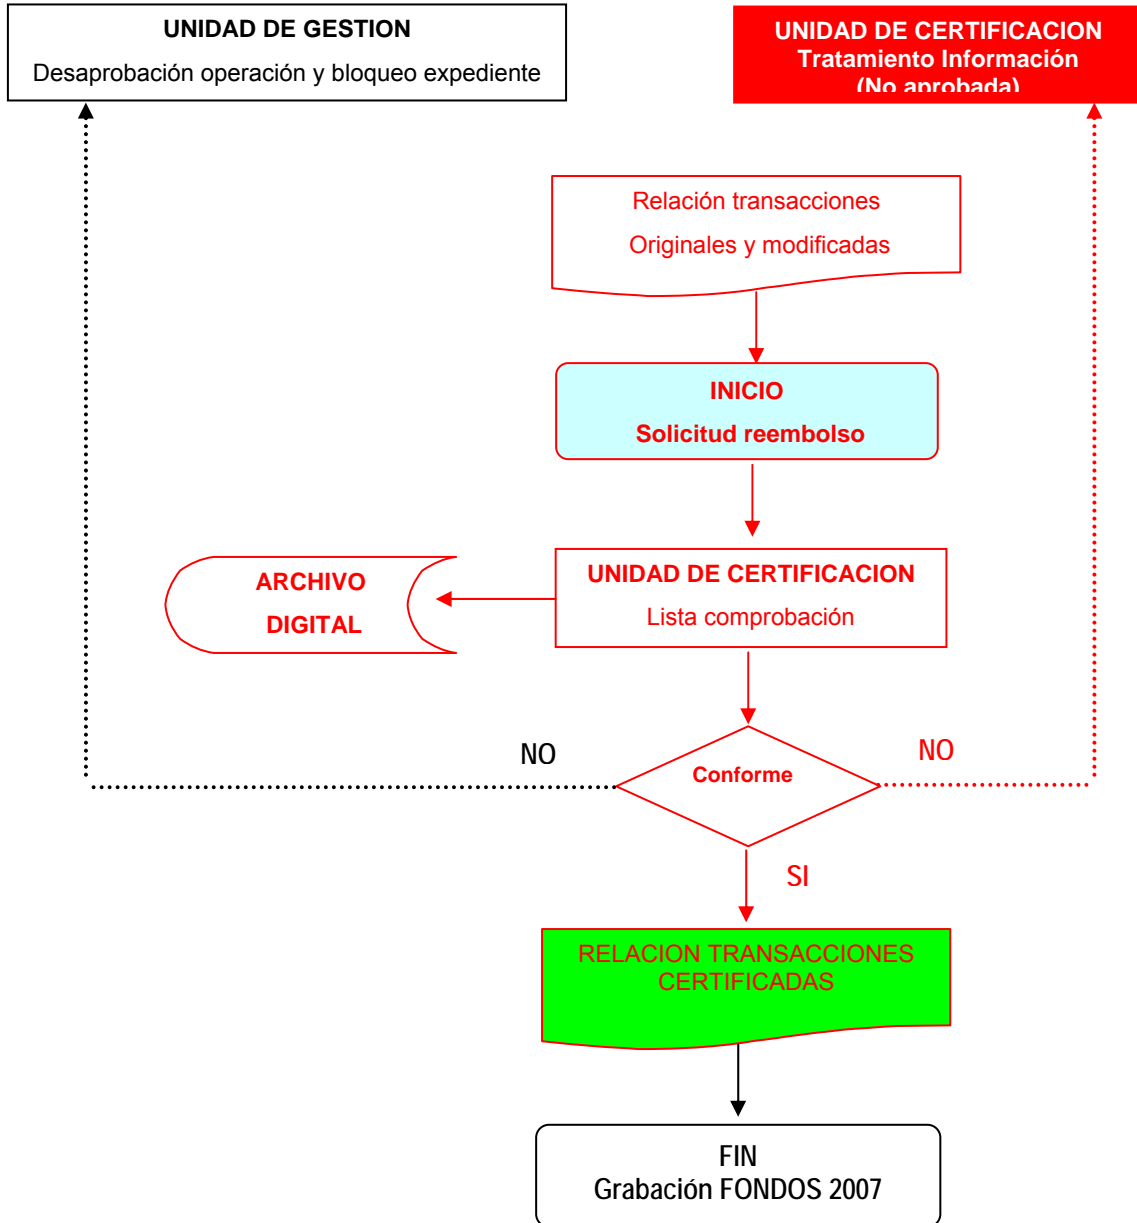 UNIDAD DE GESTION
Desaprobación operación y bloqueo expediente
UNIDAD DE CERTIFICACION
Tratamiento Información
(No aprobada)
Relación transacciones
Originales y modificadas
INICIO
Solicitud reembolso
ARCHIVO
DIGITAL
UNIDAD DE CERTIFICACION
Lista comprobación
NO
Conforme
NO
SI
RELACION TRANSACCIONES
CERTIFICADAS
FIN
Grabación FONDOS 2007